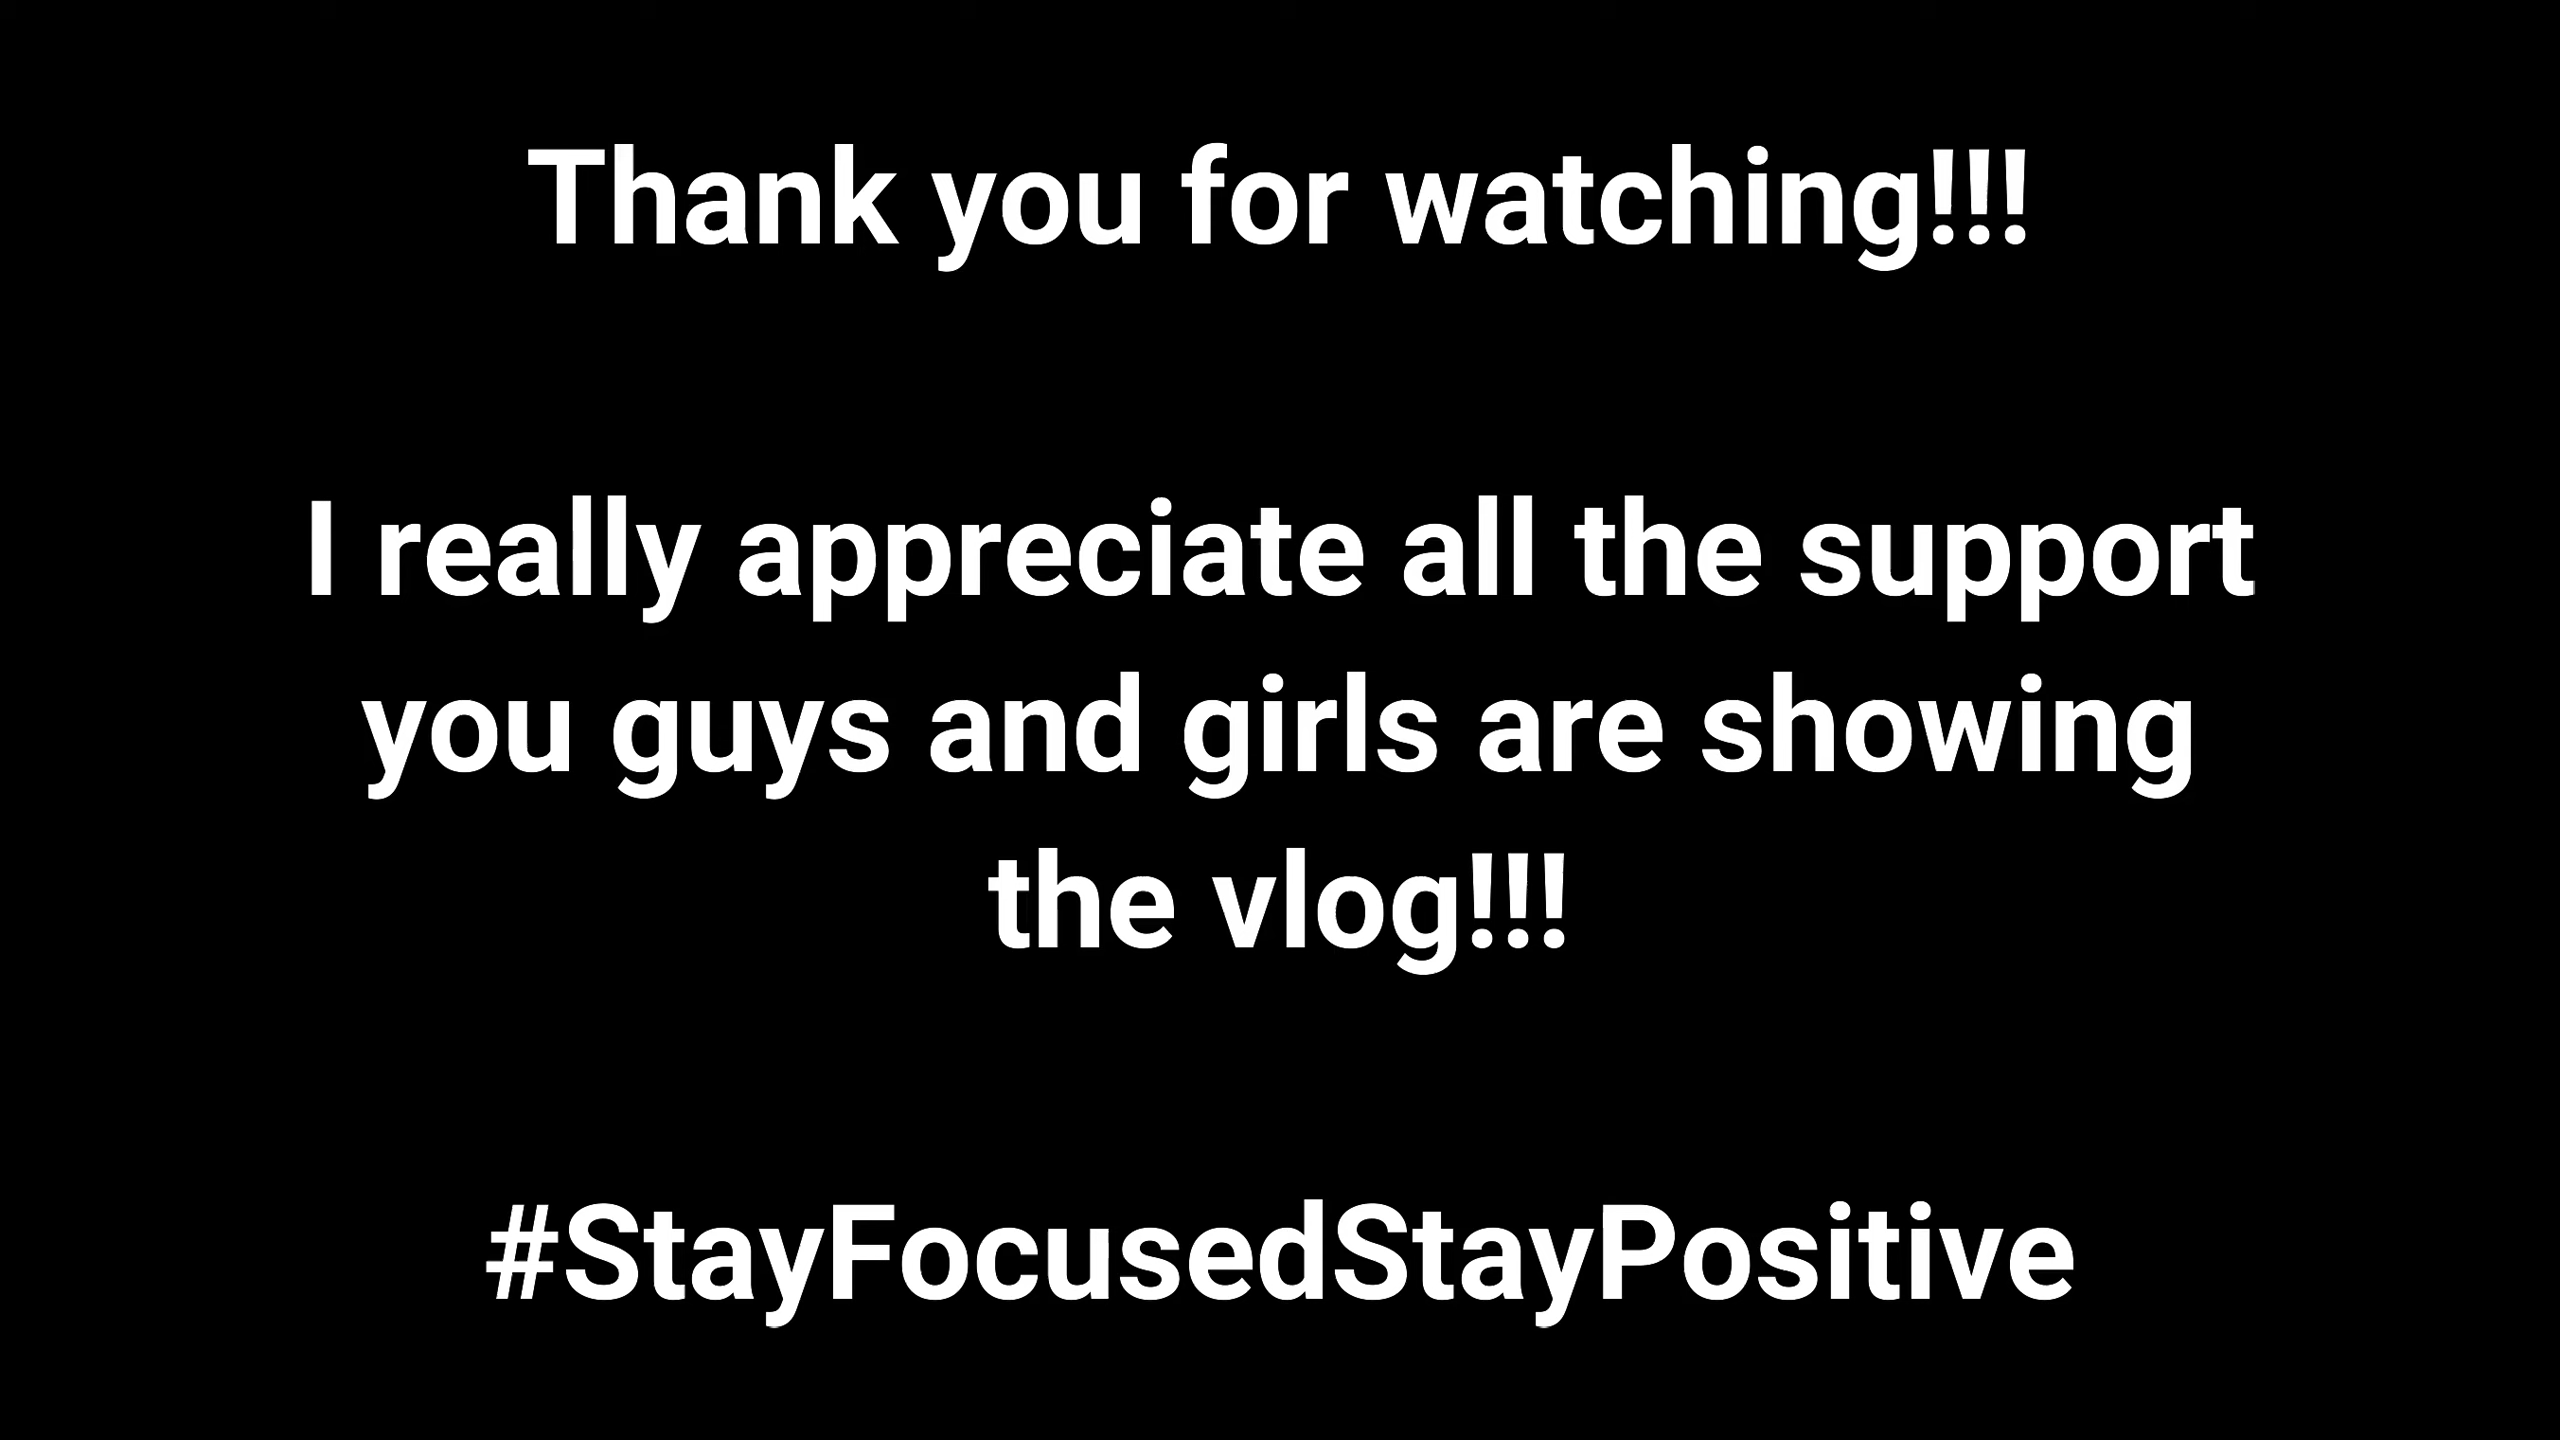 Thank you for watching!!!
I really appreciate all the support
you guys and girls are showing
the vlog!!!
#StayFocusedStayPositive